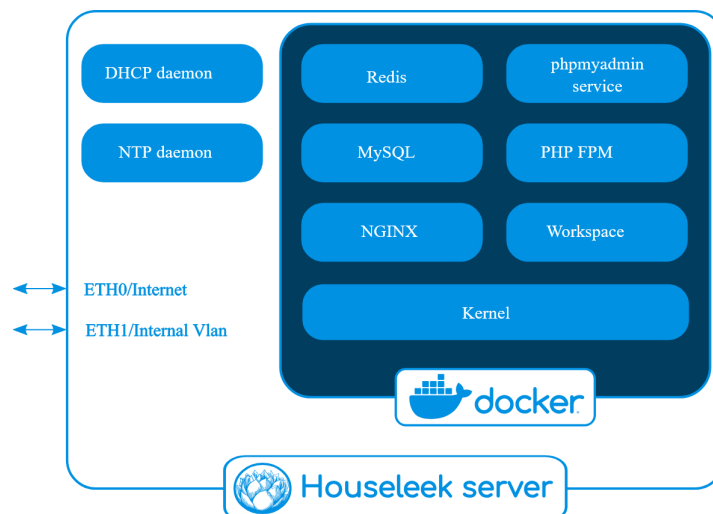 DHCP daemon
Redis
phpmyadmin
service
NTP daemon
MySQL
PHP FPM
NGINX
Workspace
ETH0/Internet
Kernel
ETH1/Internal Vlan
docker
Houseleek server